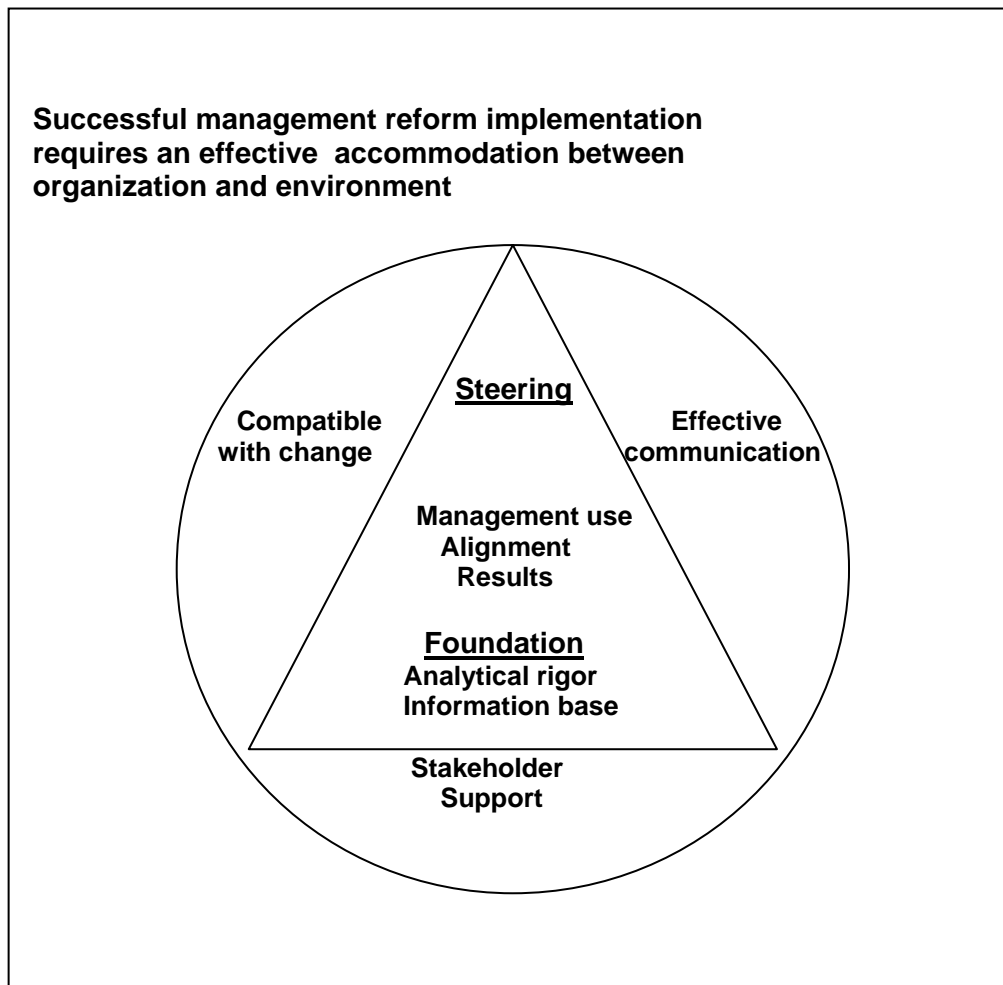 Successful management reform implementation
requires an effective accommodation between
organization and environment
Steering
Compatible
with change
Effective
communication
Management use
Alignment
Results
Foundation
Analytical rigor
Information base
Stakeholder
Support